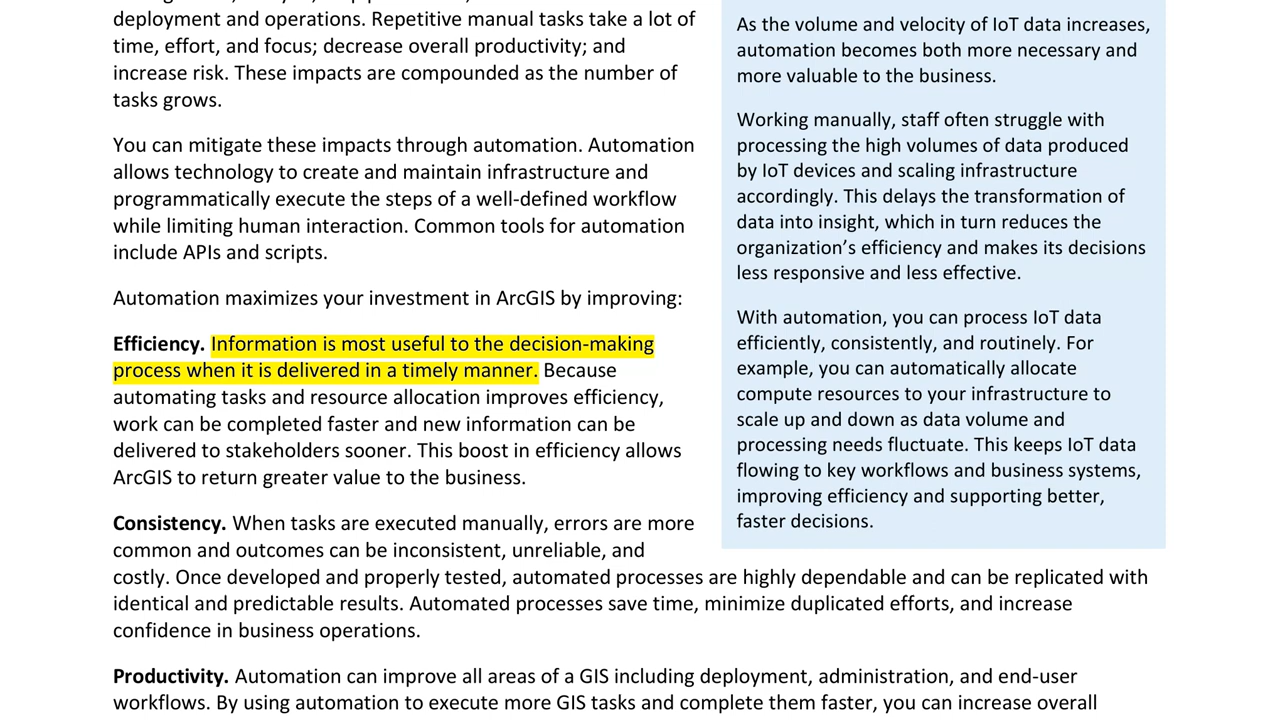 deployment and operations. Repetitive manual tasks take a lot of
time, effort, and focus; decrease overall productivity; and
increase risk. These impacts are compounded as the number of
tasks grows.
You can mitigate these impacts through automation. Automation
allows technology to create and maintain infrastructure and
programmatically execute the steps of a well-defined workflow
while limiting human interaction. Common tools for automation
include APIs and scripts.
Automation maximizes your investment in ArcGIS by improving:
Efficiency. Information is most useful to the decision-making
process when it is delivered in a timely manner. Because
automating tasks and resource allocation improves efficiency,
work can be completed faster and new information can be
delivered to stakeholders sooner. This boost in efficiency allows
ArcGIS to return greater value to the business.
Consistency. When tasks are executed manually, errors are more
common and outcomes can be inconsistent, unreliable, and
costly. Once developed and properly tested, automated processes are highly dependable and can be replicated with
identical and predictable results. Automated processes save time, minimize duplicated efforts, and increase
confidence in business operations.
Productivity. Automation can improve all areas of a GIS including deployment, administration, and end-user
workflows. By using automation to execute more GIS tasks and complete them faster, you can increase overall
As the volume and velocity of IoT data increases,
automation becomes both more necessary and
more valuable to the business.
Working manually, staff often struggle with
processing the high volumes of data produced
by IoT devices and scaling infrastructure
accordingly. This delays the transformation of
data into insight, which in turn reduces the
organization’s efficiency and makes its decisions
less responsive and less effective.
With automation, you can process IoT data
efficiently, consistently, and routinely. For
example, you can automatically allocate
compute resources to your infrastructure to
scale up and down as data volume and
processing needs fluctuate. This keeps IoT data
flowing to key workflows and business systems,
improving efficiency and supporting better,
faster decisions.